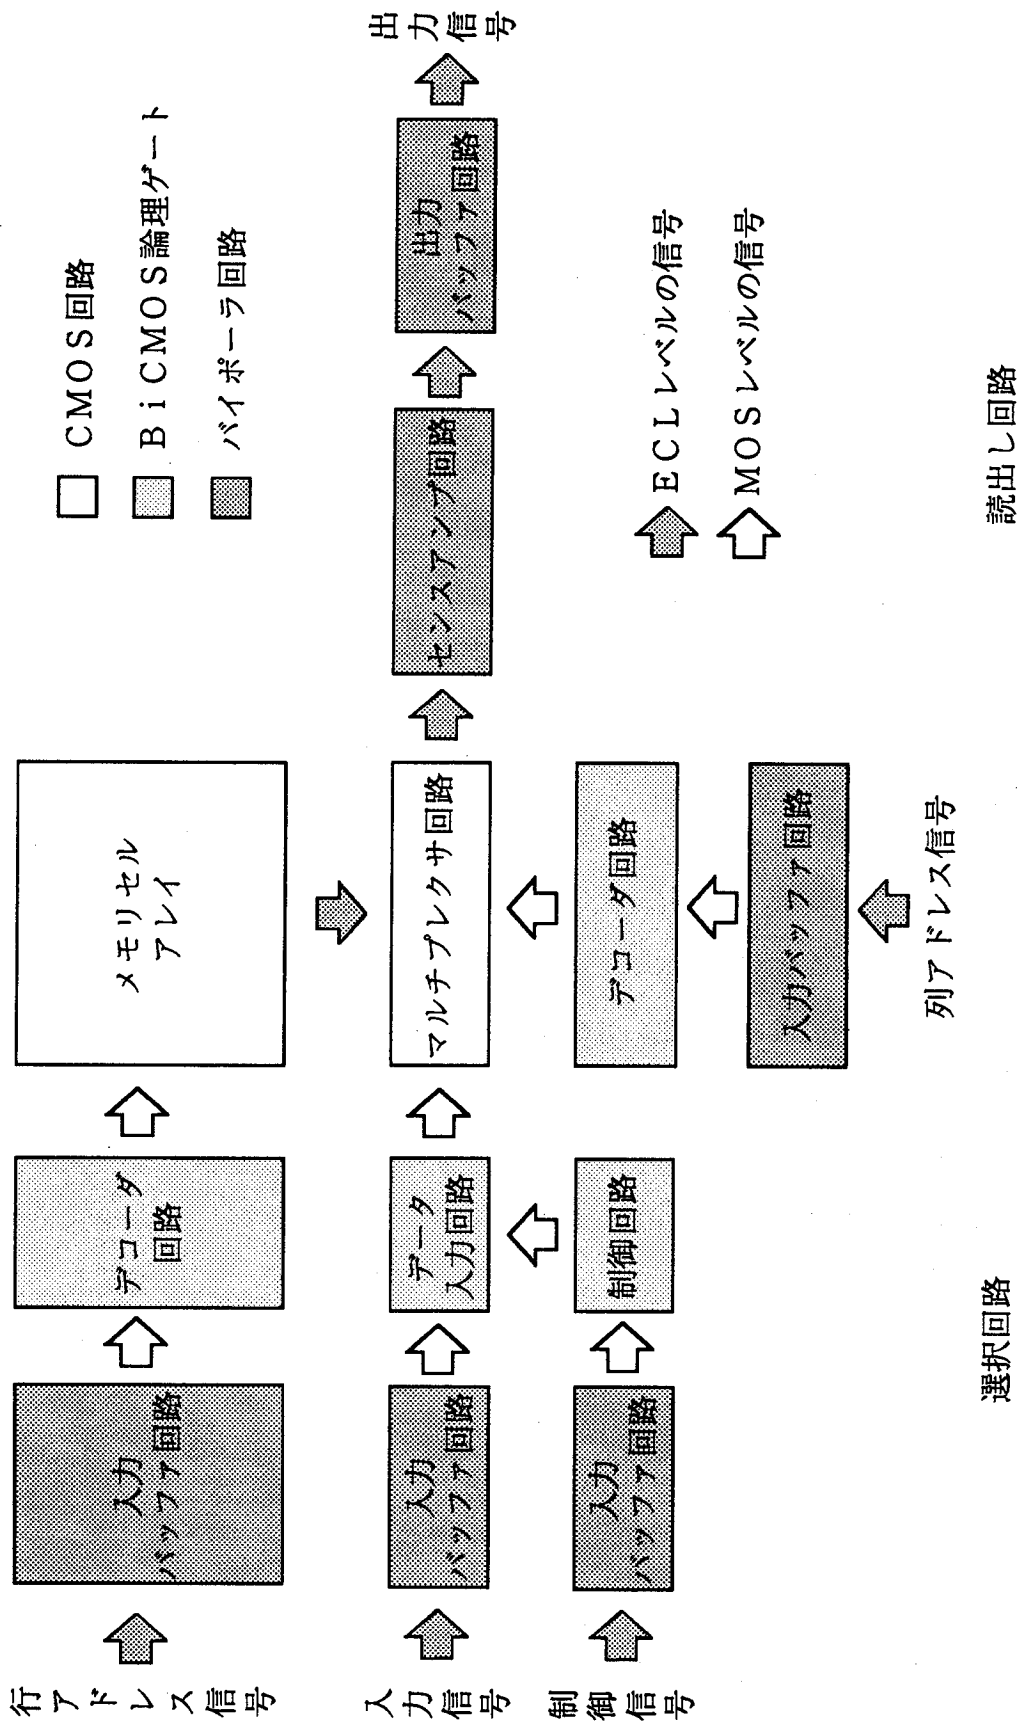 行アドレス信号
入力
バッファ回路
デコーダ
回路
メモリセル
アレイ
CMOS回路
BiCMOS論理ゲート
バイポーラ回路
入力信号
入力
バッファ回路
データ
入力回路
マルチプレクサ回路
センスアンプ回路
出力
バッファ回路
出力信号
制御信号
入力
バッファ回路
制御回路
デコーダ回路
入力バッファ回路
列アドレス信号
ECLレベルの信号
MOSレベルの信号
選択回路
読出し回路